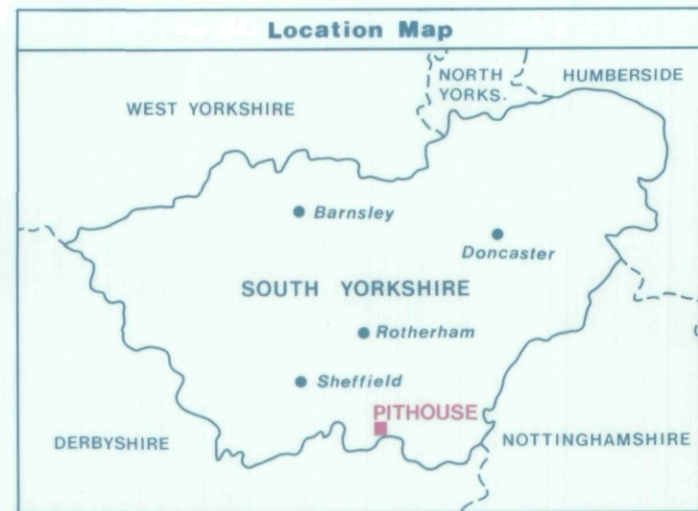 Location Map
NORTH
YORKS.
HUMBERSIDE
WEST YORKSHIRE
Barnsley
Doncaster
SOUTH YORKSHIRE
Rotherham
Sheffield
PITHOUSE
DERBYSHIRE
NOTTINGHAMSHIRE